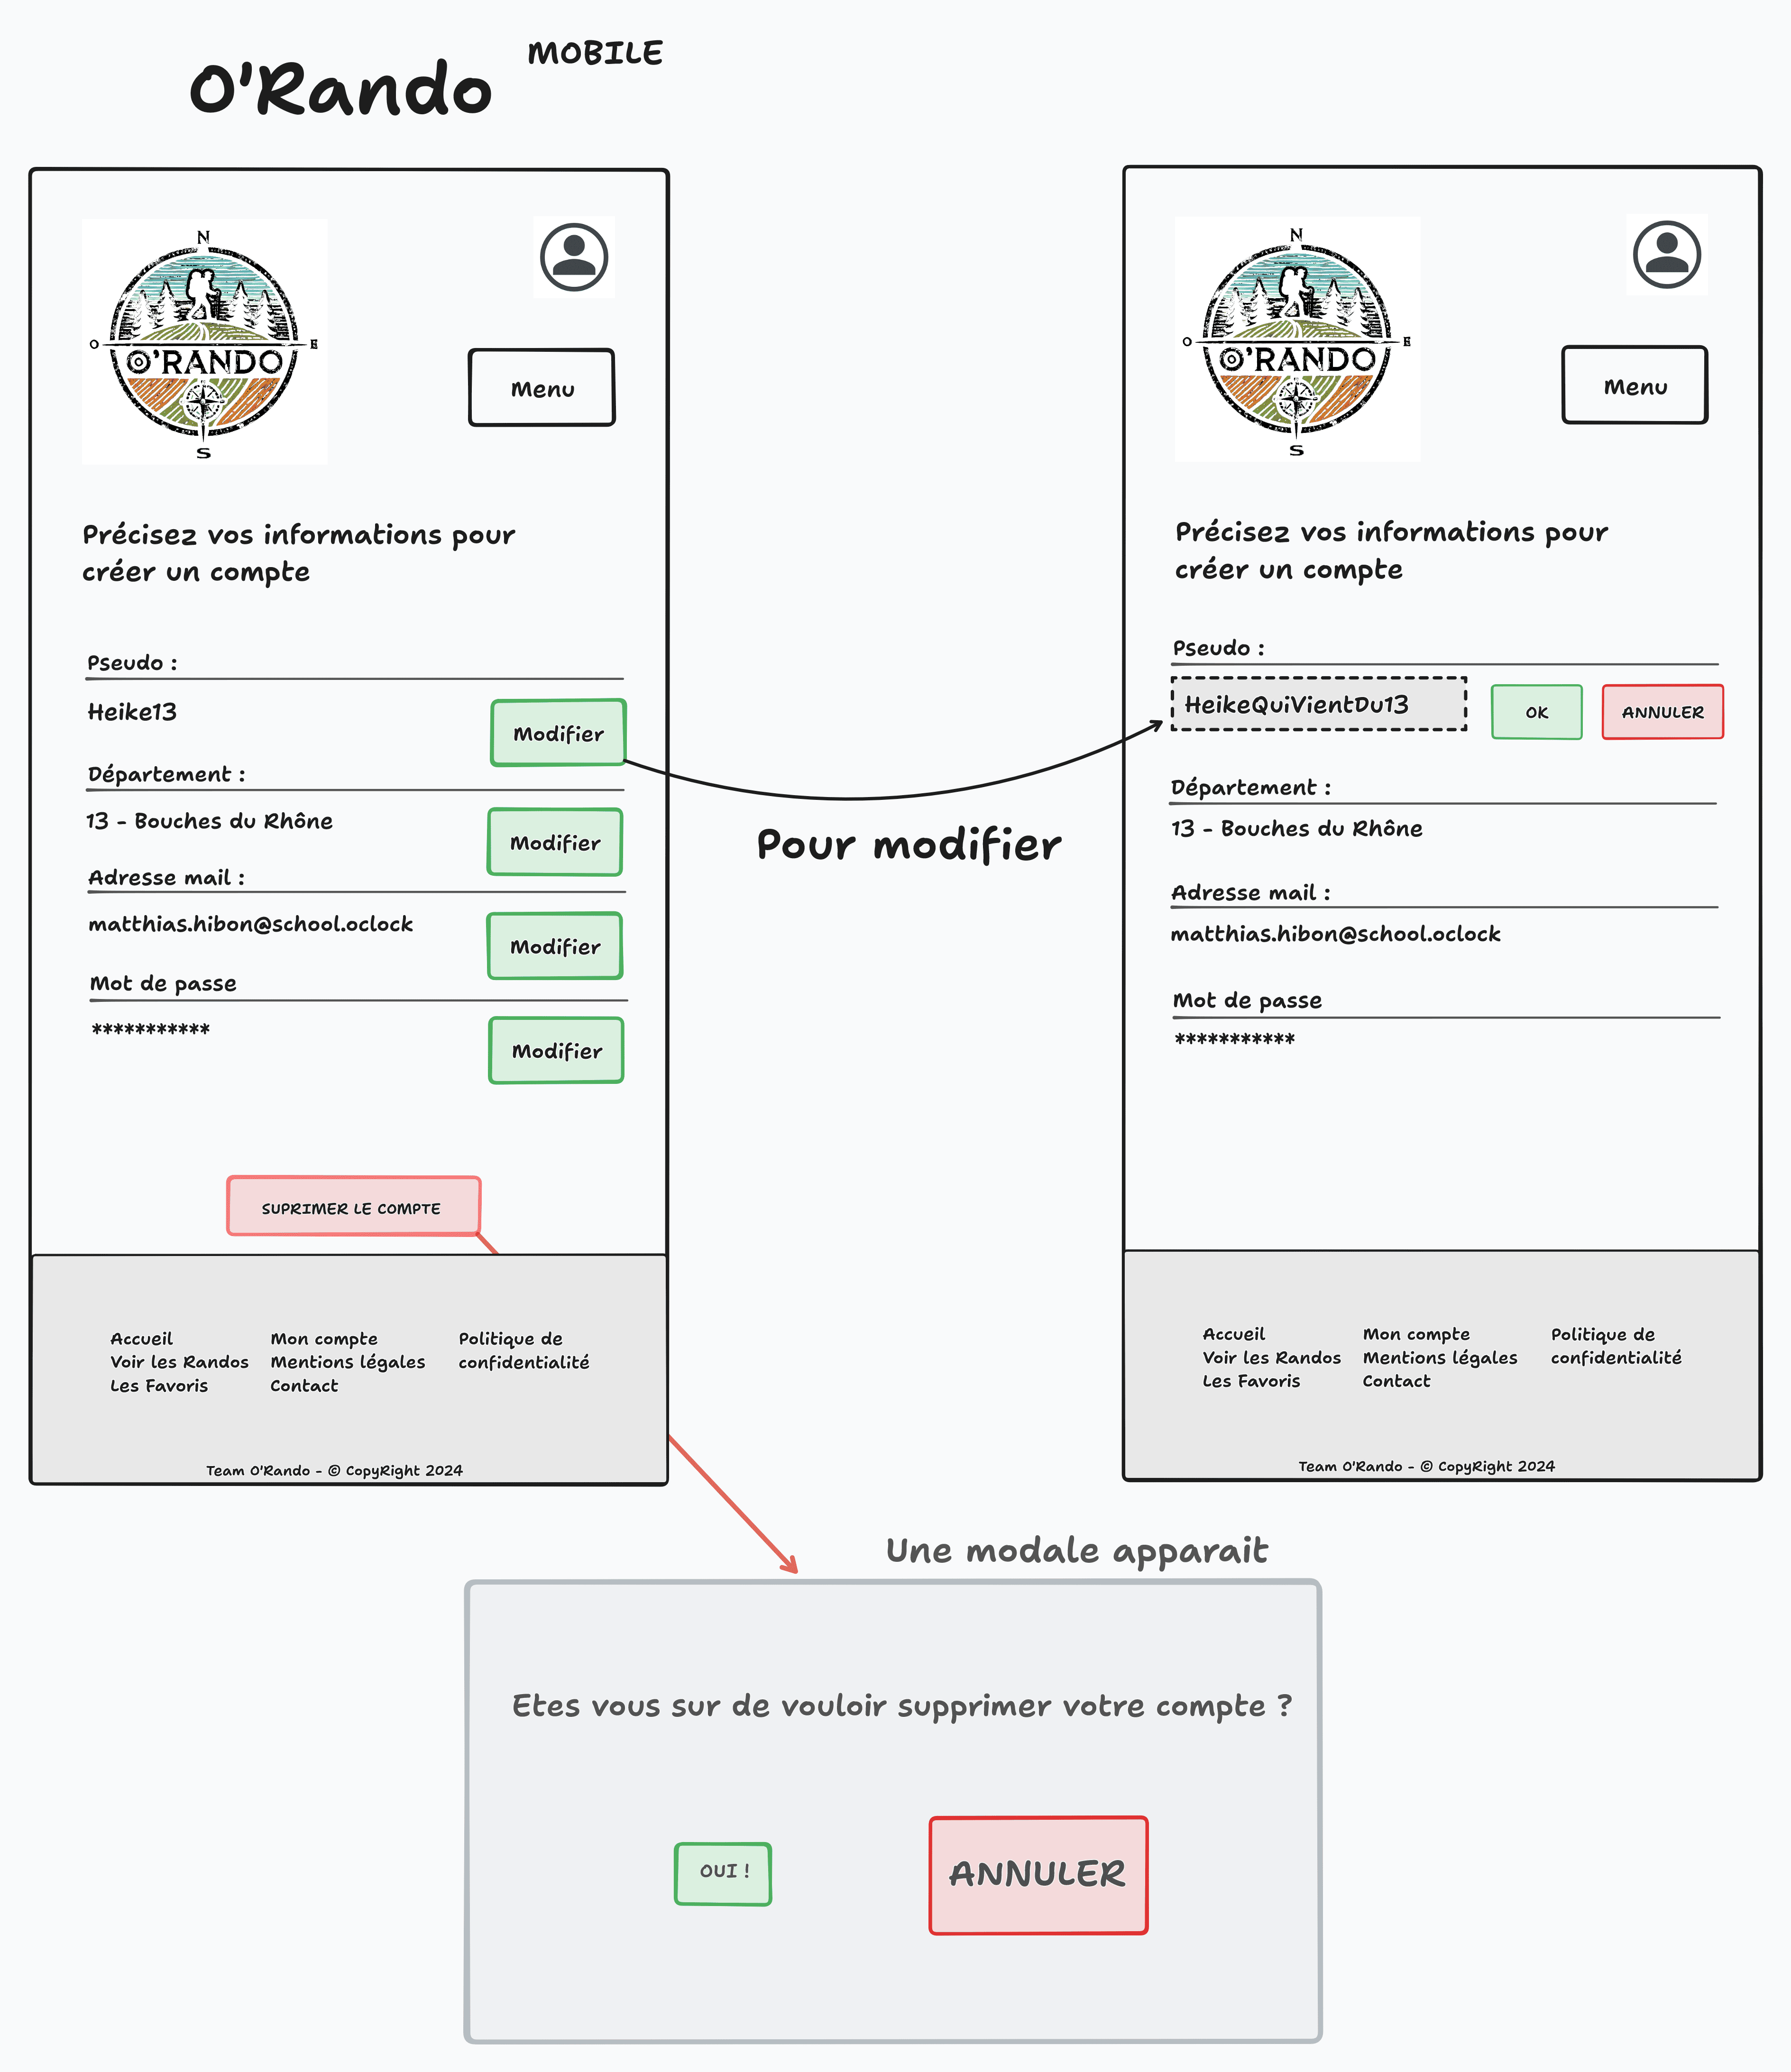 MOBILE
O'Rando
N
O E
O'RANDO
S
Menu
Précisez vos informations pour
créer un compte
Pseudo :
Heike13
Modifier
Département :
13 - Bouches du Rhône
Modifier
Adresse mail :
matthias.hibon@school.oclock
Modifier
Mot de passe
***********
Modifier
SUPRIMER LE COMPTE
Accueil
Voir les Randos
Les Favoris
Mon compte
Mentions légales
Contact
Politique de
confidentialité
Team O'Rando - © CopyRight 2024
Pour modifier
N
O E
O'RANDO
S
Menu
Précisez vos informations pour
créer un compte
Pseudo :
HeikeQuiVientDu13
OK
ANNULER
Département :
13 - Bouches du Rhône
Adresse mail :
matthias.hibon@school.oclock
Mot de passe
***********
Accueil
Voir les Randos
Les Favoris
Mon compte
Mentions légales
Contact
Politique de
confidentialité
Team O'Rando - © CopyRight 2024
Une modale apparait
Etes vous sur de vouloir supprimer votre compte ?
OUI !
ANNULER